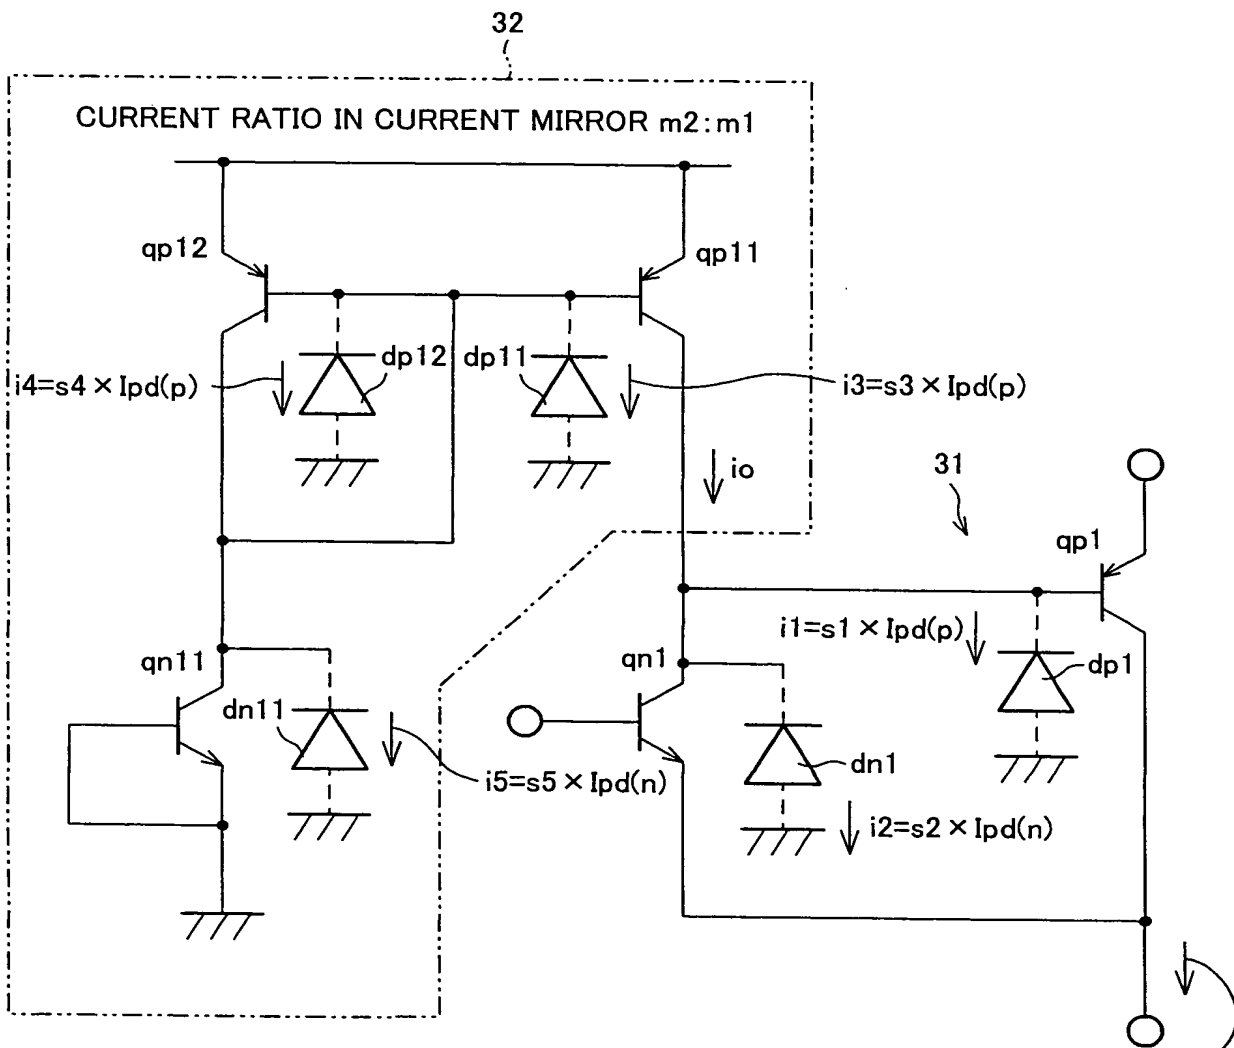 32
CURRENT RATIO IN CURRENT MIRROR m2:m1
qp12
qp11
dp12
dp11
i4=s4×Ipd(p)
i3=s3×Ipd(p)
io
31
qp1
i1=s1×Ipd(p)
dp1
qn11
qn1
dn11
dn1
i5=s5×Ipd(n)
i2=s2×Ipd(n)